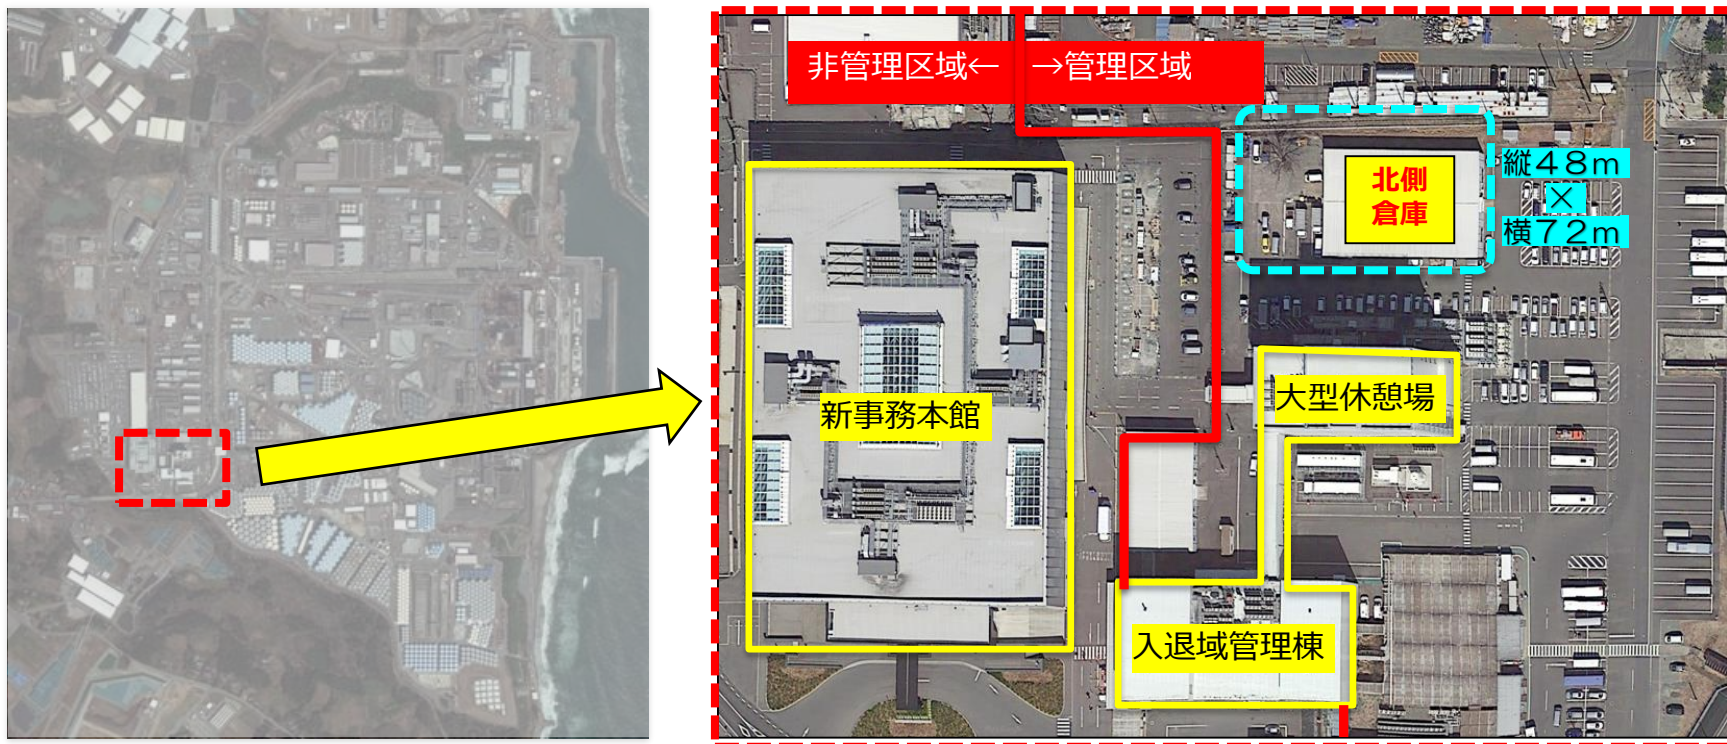 非管理区域← →管理区域
北側
倉庫
縦48m
×
横72m
大型休憩場
新事務本館
入退域管理棟